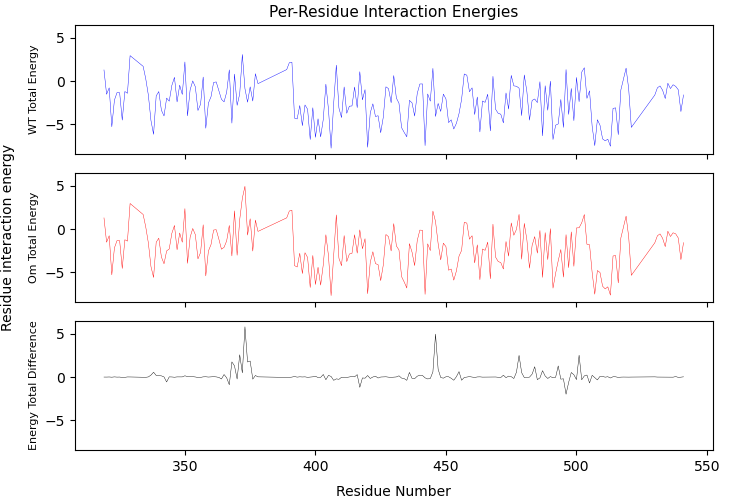 Per-Residue Interaction Energies
Residue interaction energy
WT Total Energy
5
0
−5
Om Total Energy
5
0
−5
Energy Total Difference
5
0
−5
350 400 450 500 550
Residue Number